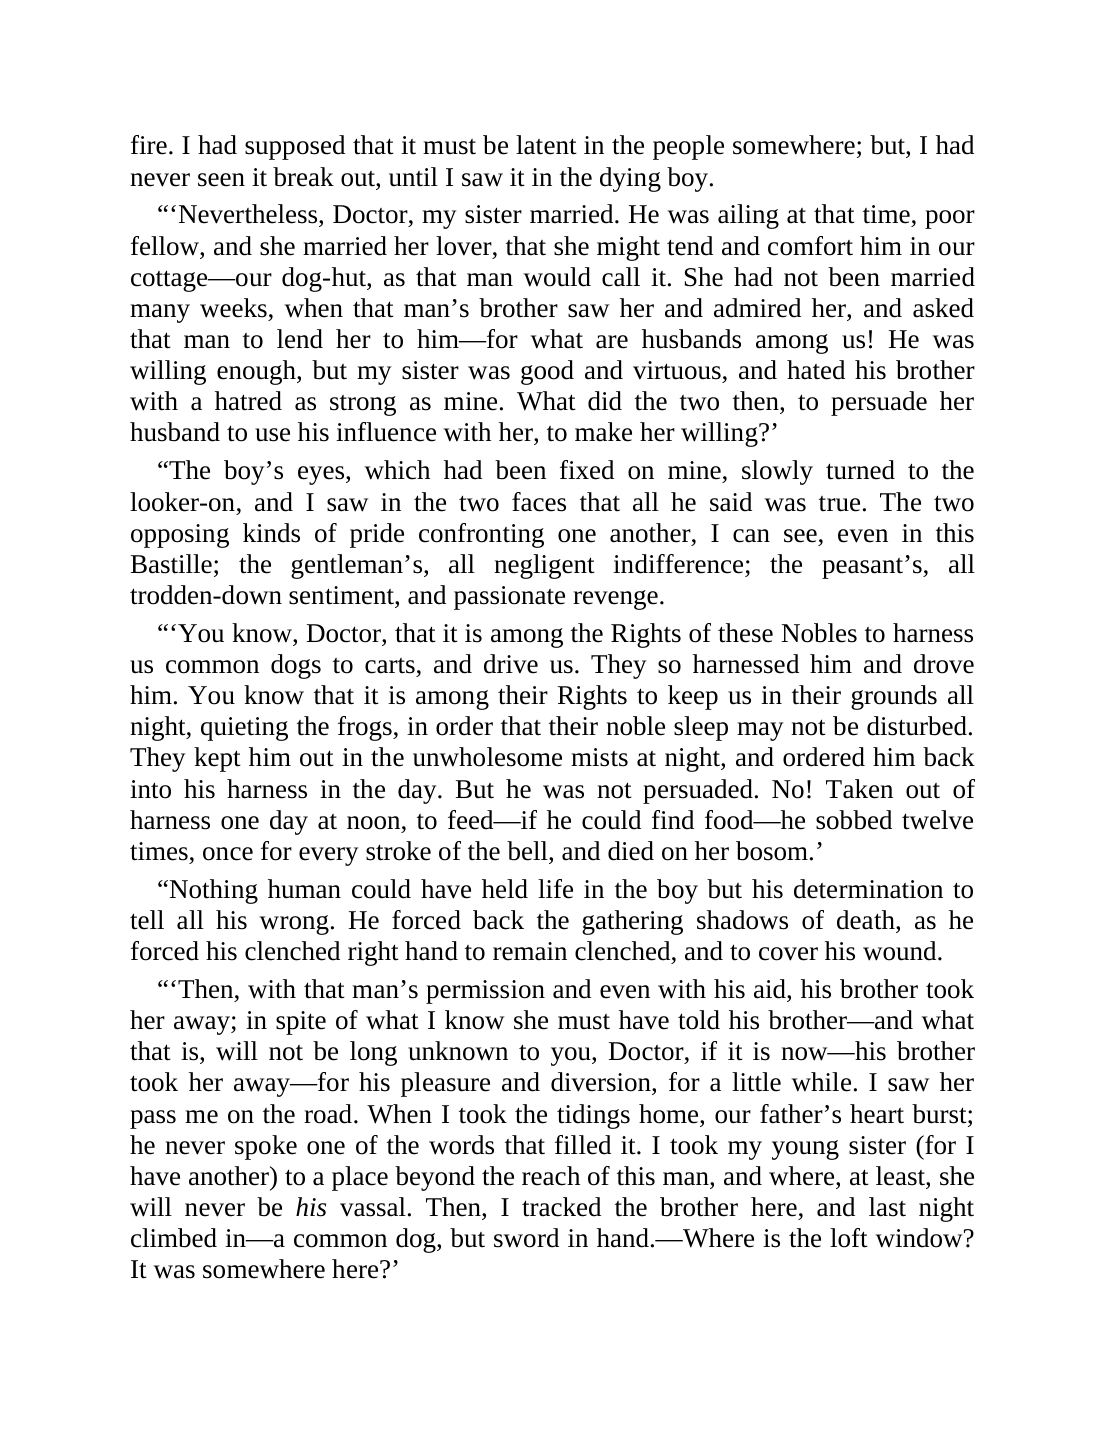 fire. I had supposed that it must be latent in the people somewhere; but, I had
never seen it break out, until I saw it in the dying boy.
“‘Nevertheless, Doctor, my sister married. He was ailing at that time, poor
fellow, and she married her lover, that she might tend and comfort him in our
cottage—our dog-hut, as that man would call it. She had not been married
many weeks, when that man’s brother saw her and admired her, and asked
that man to lend her to him—for what are husbands among us! He was
willing enough, but my sister was good and virtuous, and hated his brother
with a hatred as strong as mine. What did the two then, to persuade her
husband to use his influence with her, to make her willing?’
“The boy’s eyes, which had been fixed on mine, slowly turned to the
looker-on, and I saw in the two faces that all he said was true. The two
opposing kinds of pride confronting one another, I can see, even in this
Bastille; the gentleman’s, all negligent indifference; the peasant’s, all
trodden-down sentiment, and passionate revenge.
“‘You know, Doctor, that it is among the Rights of these Nobles to harness
us common dogs to carts, and drive us. They so harnessed him and drove
him. You know that it is among their Rights to keep us in their grounds all
night, quieting the frogs, in order that their noble sleep may not be disturbed.
They kept him out in the unwholesome mists at night, and ordered him back
into his harness in the day. But he was not persuaded. No! Taken out of
harness one day at noon, to feed—if he could find food—he sobbed twelve
times, once for every stroke of the bell, and died on her bosom.’
“Nothing human could have held life in the boy but his determination to
tell all his wrong. He forced back the gathering shadows of death, as he
forced his clenched right hand to remain clenched, and to cover his wound.
“‘Then, with that man’s permission and even with his aid, his brother took
her away; in spite of what I know she must have told his brother—and what
that is, will not be long unknown to you, Doctor, if it is now—his brother
took her away—for his pleasure and diversion, for a little while. I saw her
pass me on the road. When I took the tidings home, our father’s heart burst;
he never spoke one of the words that filled it. I took my young sister (for I
have another) to a place beyond the reach of this man, and where, at least, she
will never be his vassal. Then, I tracked the brother here, and last night
climbed in—a common dog, but sword in hand.—Where is the loft window?
It was somewhere here?’